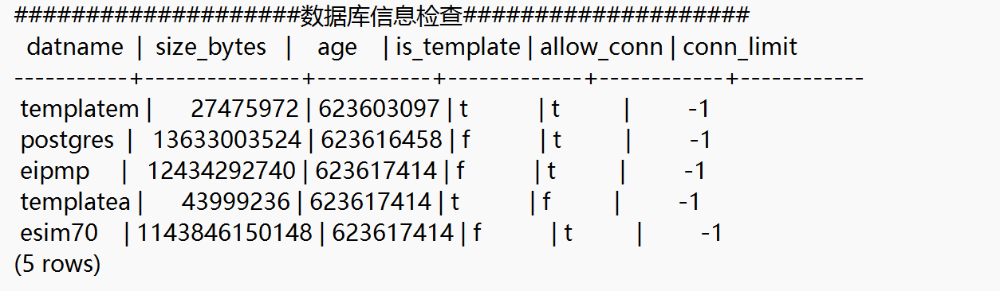 ####################数据库信息检查####################
  datname  |  size_bytes   |    age    | is_template | allow_conn | conn_limit
-----------+---------------+-----------+-------------+------------+------------
 templatem |      27475972 | 623603097 | t           | t          |         -1
 postgres  |   13633003524 | 623616458 | f           | t          |         -1
 eipmp     |   12434292740 | 623617414 | f           | t          |         -1
 templatea |      43999236 | 623617414 | t           | f          |         -1
 esim70    | 1143846150148 | 623617414 | f           | t          |         -1
(5 rows)